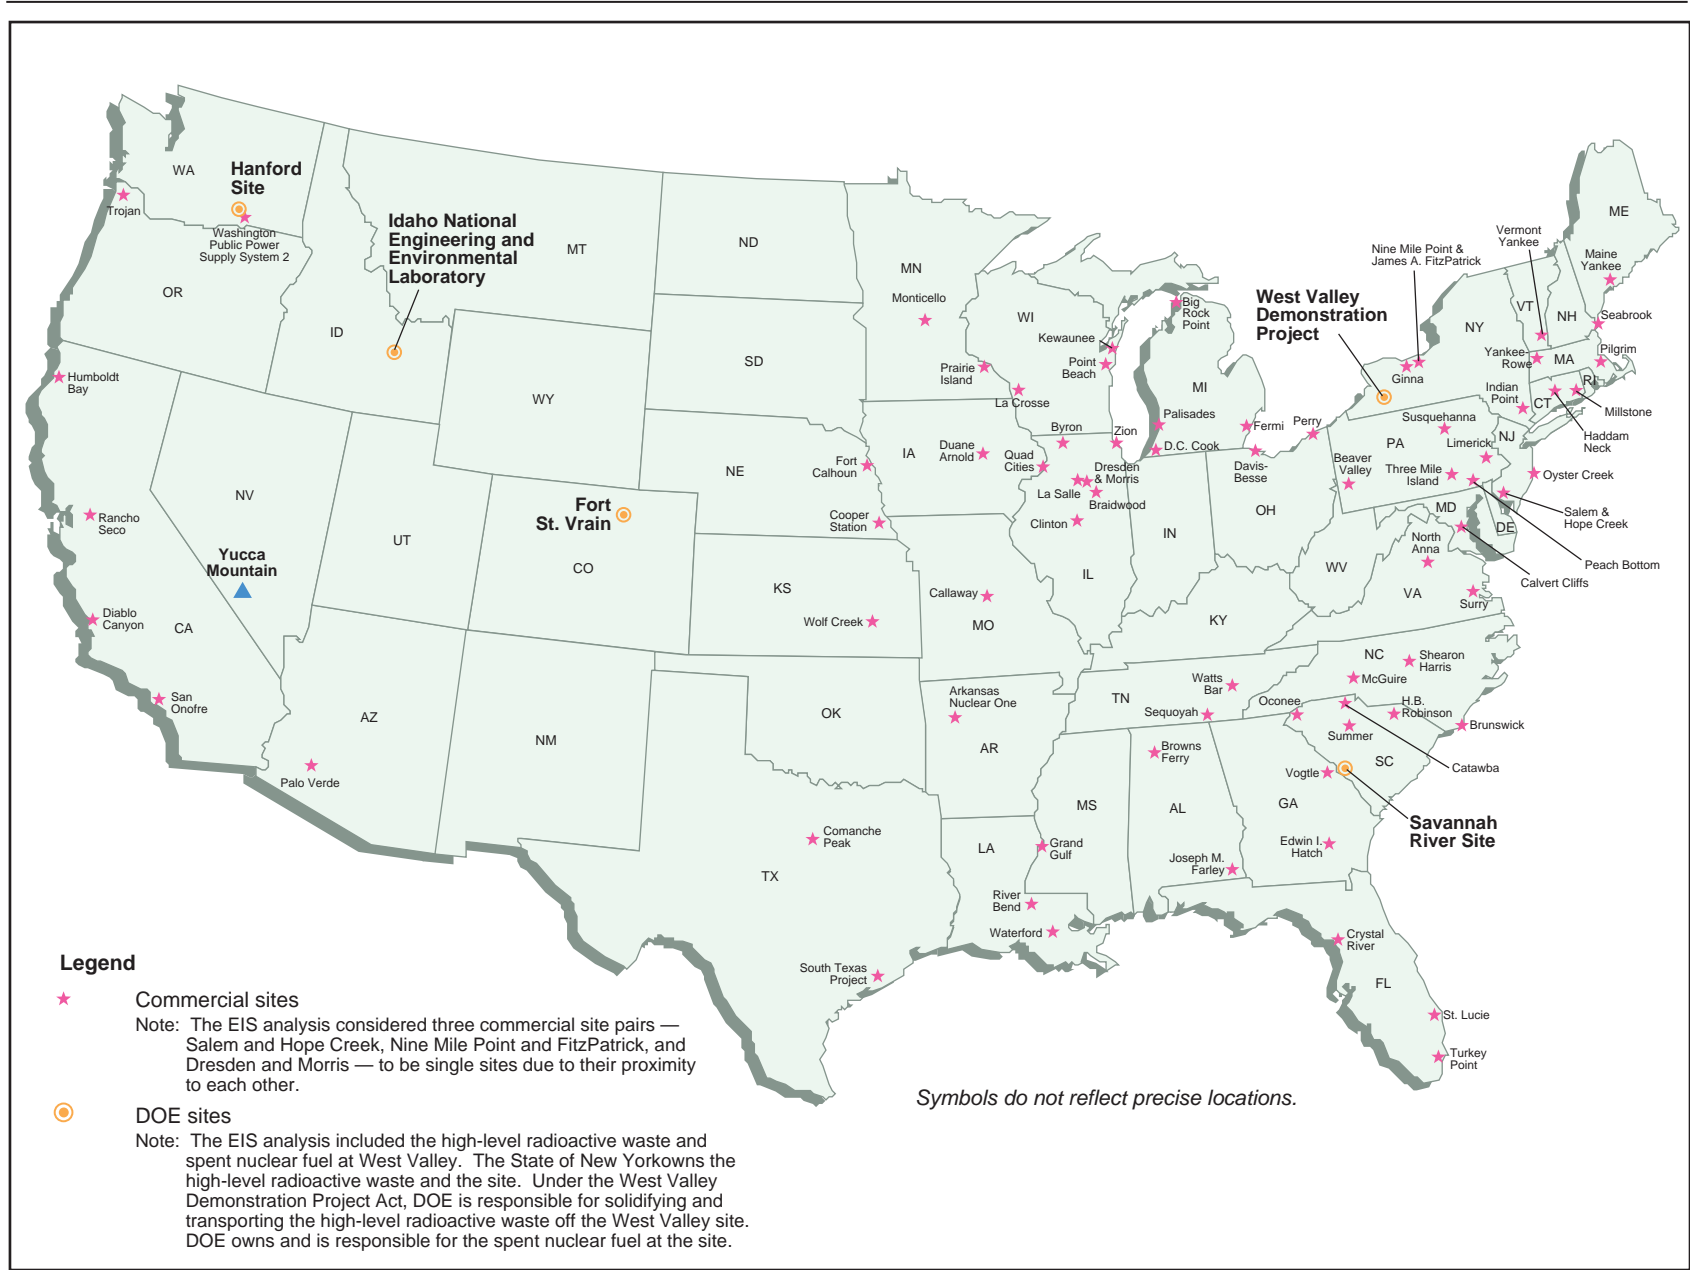 WA
Hanford
Site
Trojan
Washington
Public Power
Supply System 2
Idaho National
Engineering and
Environmental
Laboratory
MT
ND
MN
Monticello
OR
ID
SD
WY
Humboldt
Bay
WI
Kewaunee
Point
Beach
Prairie
Island
La Crosse
Big
Rock
Point
MI
Palisades
D.C. Cook
Fermi
Perry
Davis-
Besse
West Valley
Demonstration
Project
Nine Mile Point &
James A. FitzPatrick
Vermont
Yankee
ME
Maine
Yankee
VT
NH
NY
Seabrook
Pilgrim
Yankee-
Rowe
MA
RI
CT
Ginna
Indian
Point
Millstone
Haddam
Neck
Susquehanna
PA
NJ
Limerick
Beaver
Valley
Three Mile
Island
Oyster Creek
Salem &
Hope Creek
MD
DE
Peach Bottom
Calvert Cliffs
North
Anna
WV
VA
Surry
NV
UT
Rancho
Seco
Yucca
Mountain
Fort
St. Vrain
CO
Diablo
Canyon
CA
San
Onofre
NE
Fort
Calhoun
Cooper
Station
IA
Duane
Arnold
Byron
Zion
Quad
Cities
Dresden
& Morris
La Salle
Braidwood
Clinton
IL
IN
OH
KS
Wolf Creek
Callaway
MO
KY
AZ
Palo Verde
NM
OK
Arkansas
Nuclear One
AR
TN
Watts
Bar
Sequoyah
NC
Shearon
Harris
McGuire
Oconee
H.B.
Robinson
Brunswick
Summer
SC
Catawba
Browns
Ferry
Vogtle
MS
AL
GA
Savannah
River Site
Comanche
Peak
TX
LA
Grand
Gulf
Edwin I.
Hatch
Joseph M.
Farley
River
Bend
Waterford
South Texas
Project
Crystal
River
FL
St. Lucie
Turkey
Point
Legend
Commercial sites
Note: The EIS analysis considered three commercial site pairs —
Salem and Hope Creek, Nine Mile Point and FitzPatrick, and
Dresden and Morris — to be single sites due to their proximity
to each other.
DOE sites
Note: The EIS analysis included the high-level radioactive waste and
spent nuclear fuel at West Valley. The State of New Yorkowns the
high-level radioactive waste and the site. Under the West Valley
Demonstration Project Act, DOE is responsible for solidifying and
transporting the high-level radioactive waste off the West Valley site.
DOE owns and is responsible for the spent nuclear fuel at the site.
Symbols do not reflect precise locations.